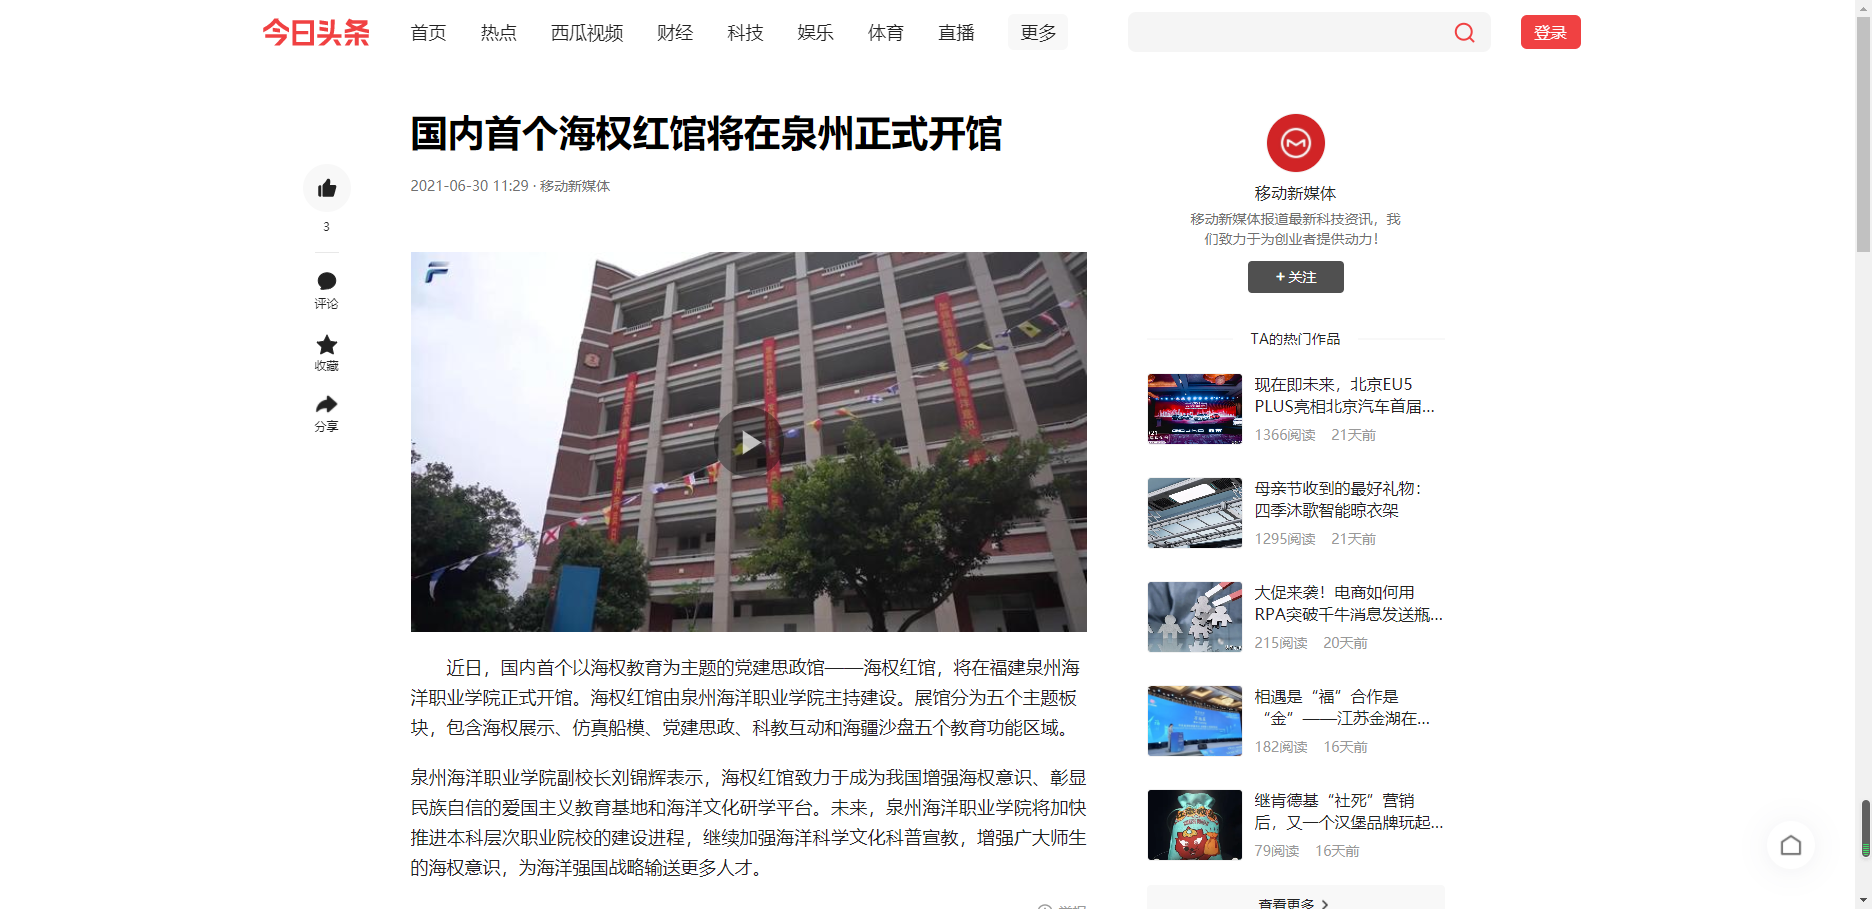 今日头条 首页 热点 西瓜视频 财经 科技 娱乐 体育 直播 更多 登录
国内首个海权红馆将在泉州正式开馆
2021-06-30 11:29 · 移动新媒体
3
评论
收藏
分享
近日，国内首个以海权教育为主题的党建思政馆——海权红馆，将在福建泉州海
洋职业学院正式开馆。海权红馆由泉州海洋职业学院主持建设。展馆分为五个主题板
块，包含海权展示、仿真船模、党建思政、科教互动和海疆沙盘五个教育功能区域。
泉州海洋职业学院副校长刘锦辉表示，海权红馆致力于成为我国增强海权意识、彰显
民族自信的爱国主义教育基地和海洋文化研学平台。未来，泉州海洋职业学院将加快
推进本科层次职业院校的建设进程，继续加强海洋科学文化科普宣教，增强广大师生
的海权意识，为海洋强国战略输送更多人才。
移动新媒体
移动新媒体报道最新科技资讯，我
们致力于为创业者提供动力！
+ 关注
TA的热门作品
现在即未来，北京EU5
PLUS亮相北京汽车首届...
1366阅读 21天前
母亲节收到的最好礼物：
四季沐歌智能晾衣架
1295阅读 21天前
大促来袭！电商如何用
RPA突破千牛消息发送瓶...
215阅读 20天前
相遇是“福”合作是
“金”——江苏金湖在...
182阅读 16天前
继肯德基“社死”营销
后，又一个汉堡品牌玩起...
79阅读 16天前
查看更多